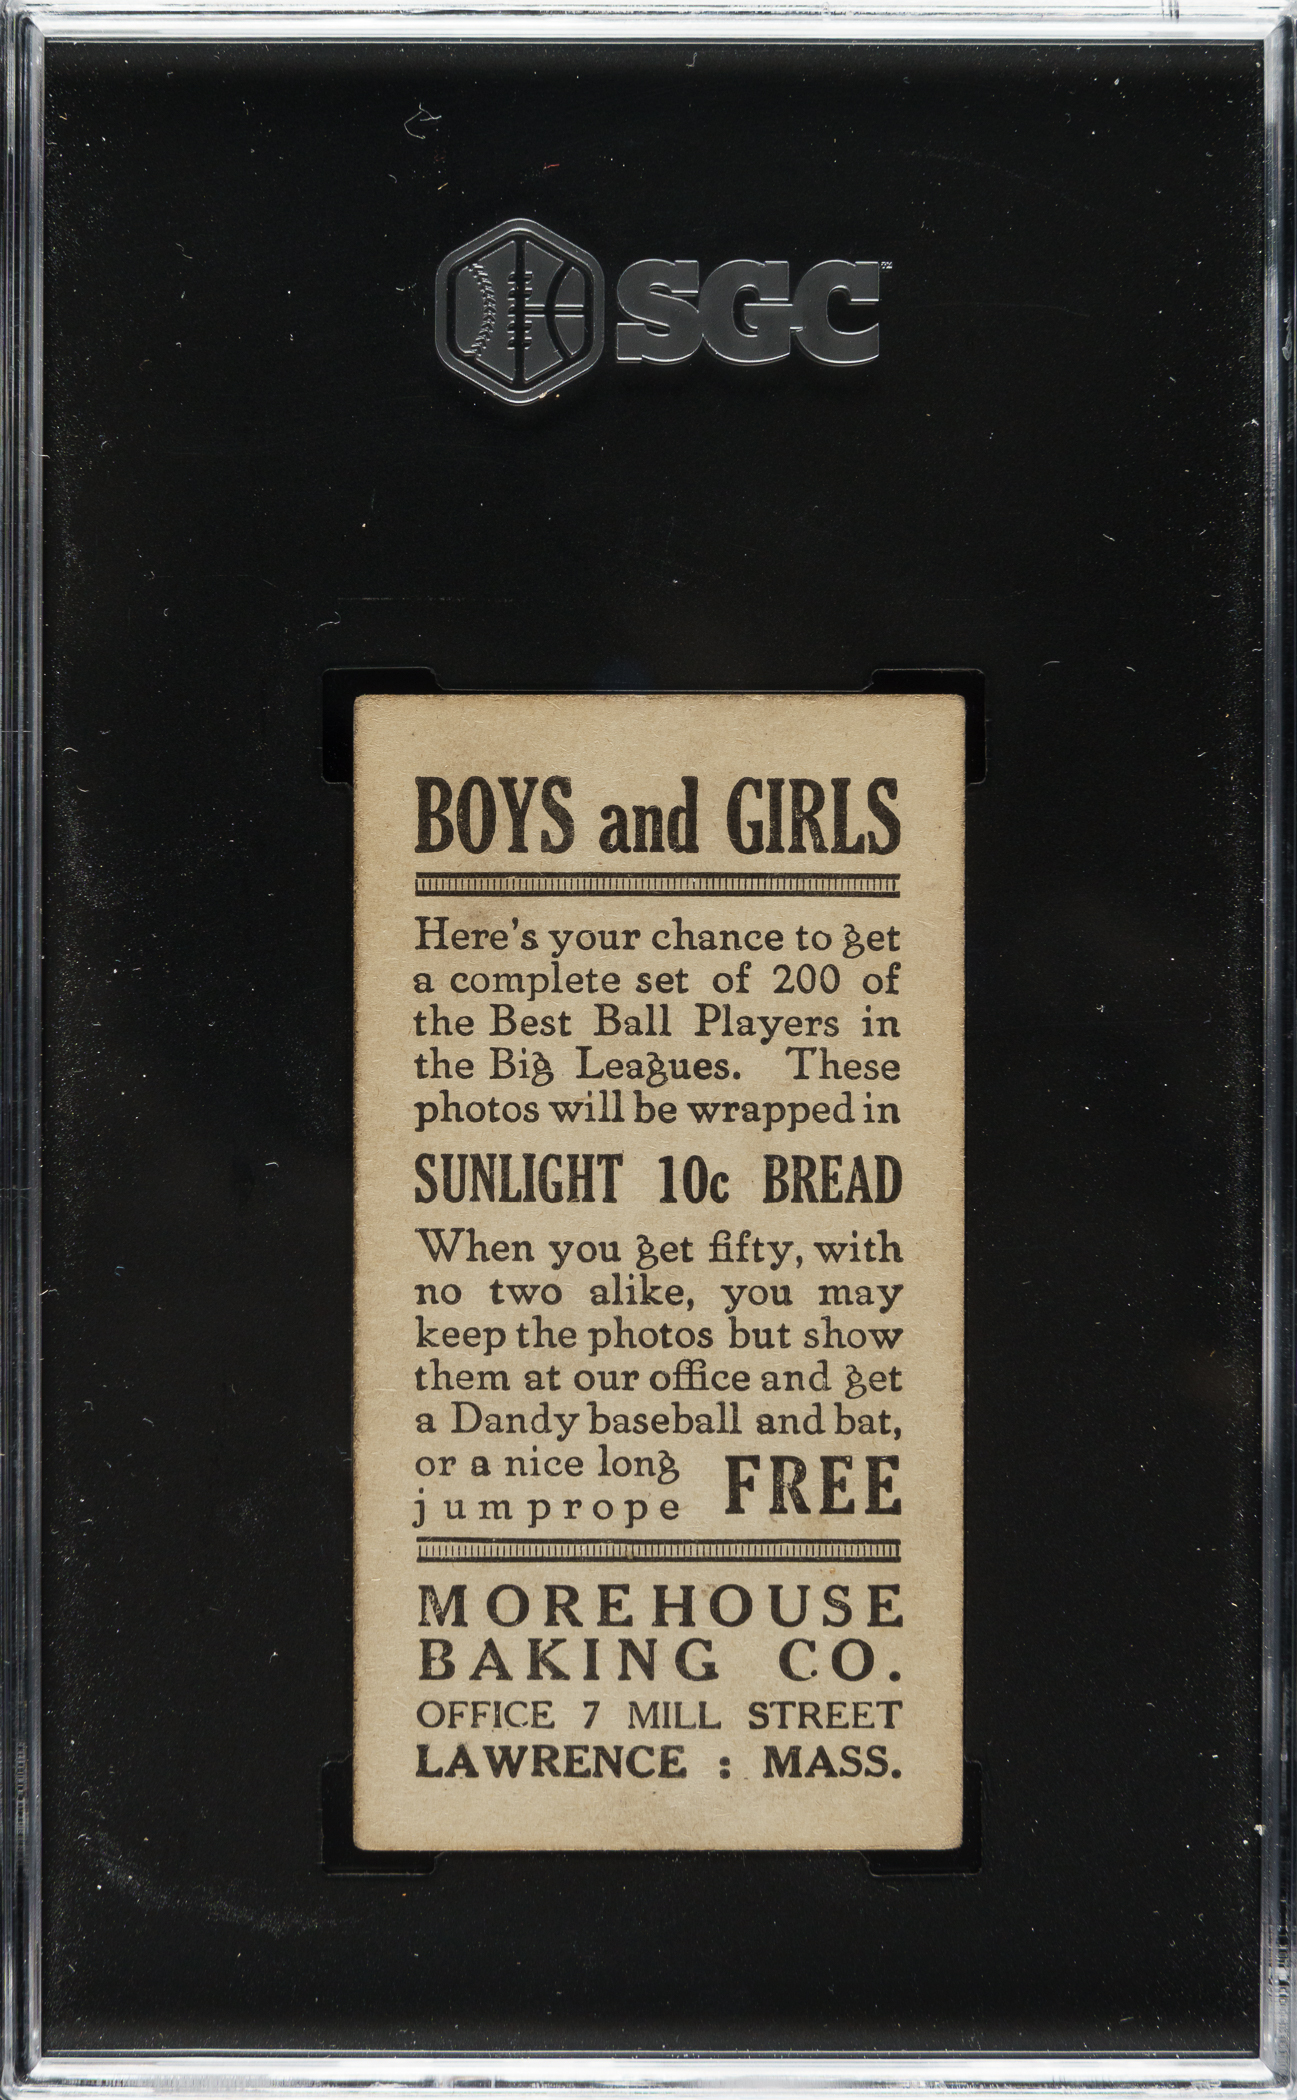 SGC
BOYS and GIRLS
Here's your chance to get
a complete set of 200 of
the Best Ball Players in
the Big Leagues. These
photos will be wrapped in
SUNLIGHT 10c BREAD
When you get fifty, with
no two alike, you may
keep the photos but show
them at our office and get
a Dandy baseball and bat,
or a nice long
jumprope FREE
MOREHOUSE
BAKING CO.
OFFICE 7 MILL STREET
LAWRENCE : MASS.